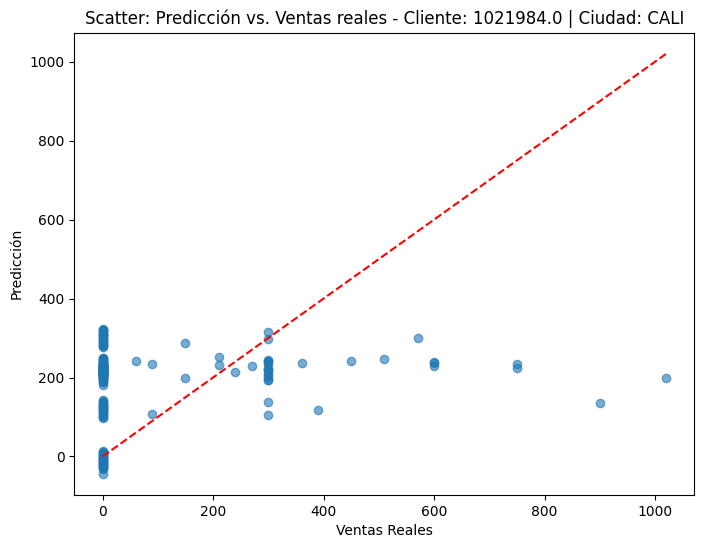 Scatter: Predicción vs. Ventas reales - Cliente: 1021984.0 | Ciudad: CALI
1000
800
600
400
200
0
Predicción
0 200 400 600 800 1000
Ventas Reales